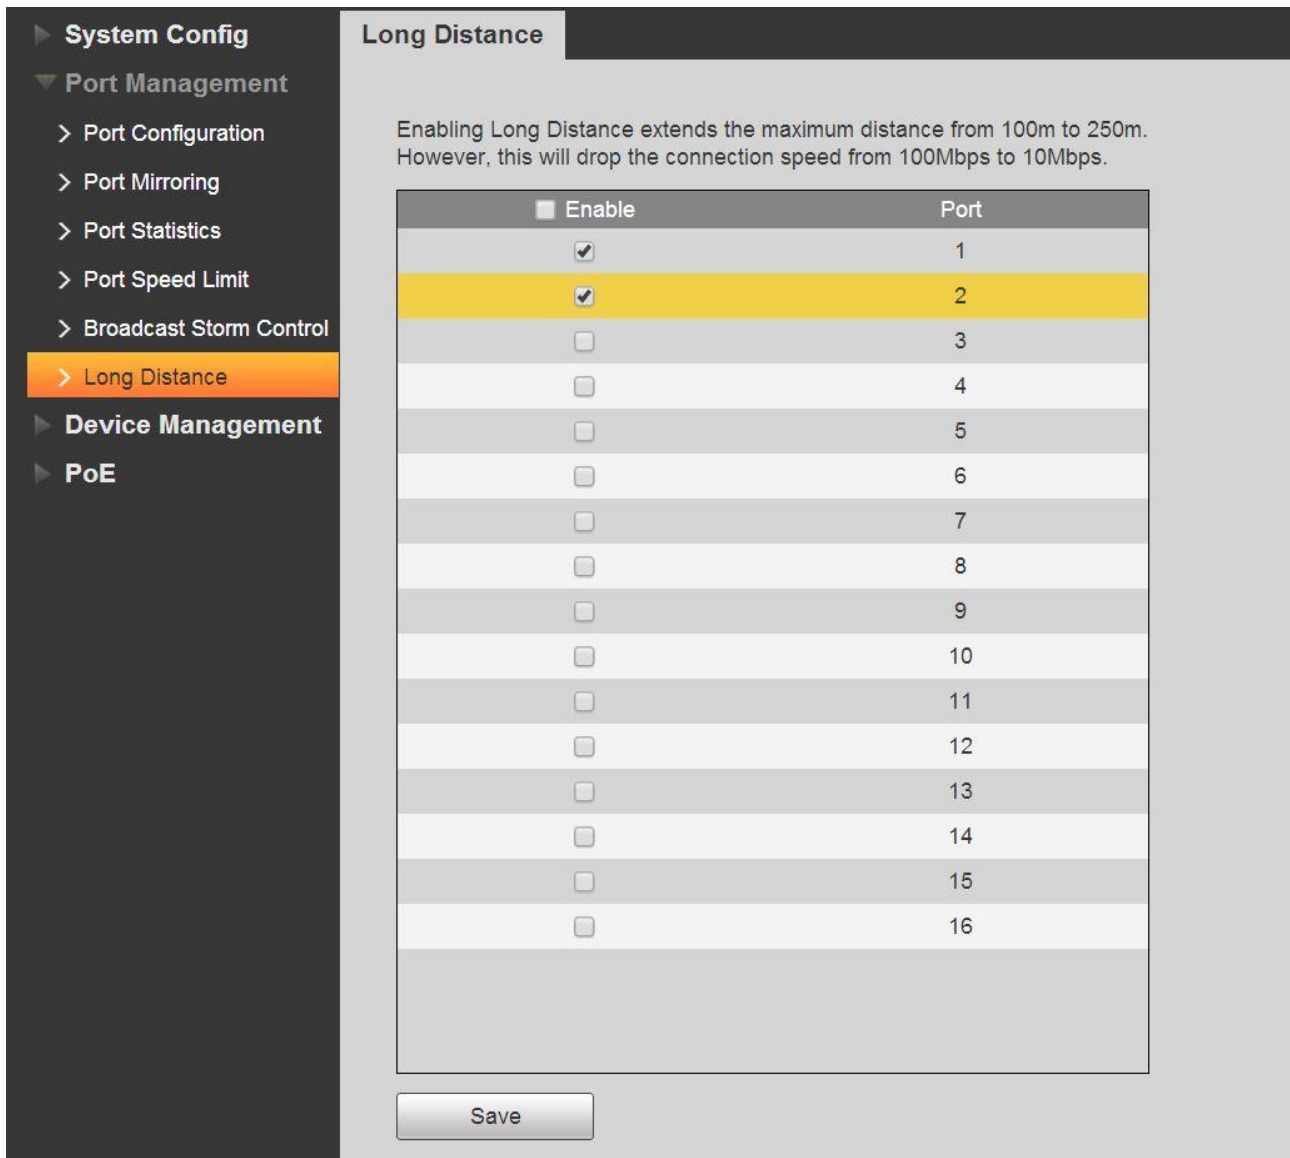 System Config
Port Management
Port Configuration
Port Mirroring
Port Statistics
Port Speed Limit
Broadcast Storm Control
Long Distance
Device Management
PoE
Long Distance
Enabling Long Distance extends the maximum distance from 100m to 250m.
However, this will drop the connection speed from 100Mbps to 10Mbps.
Enable Port
1
2
3
4
5
6
7
8
9
10
11
12
13
14
15
16
Save